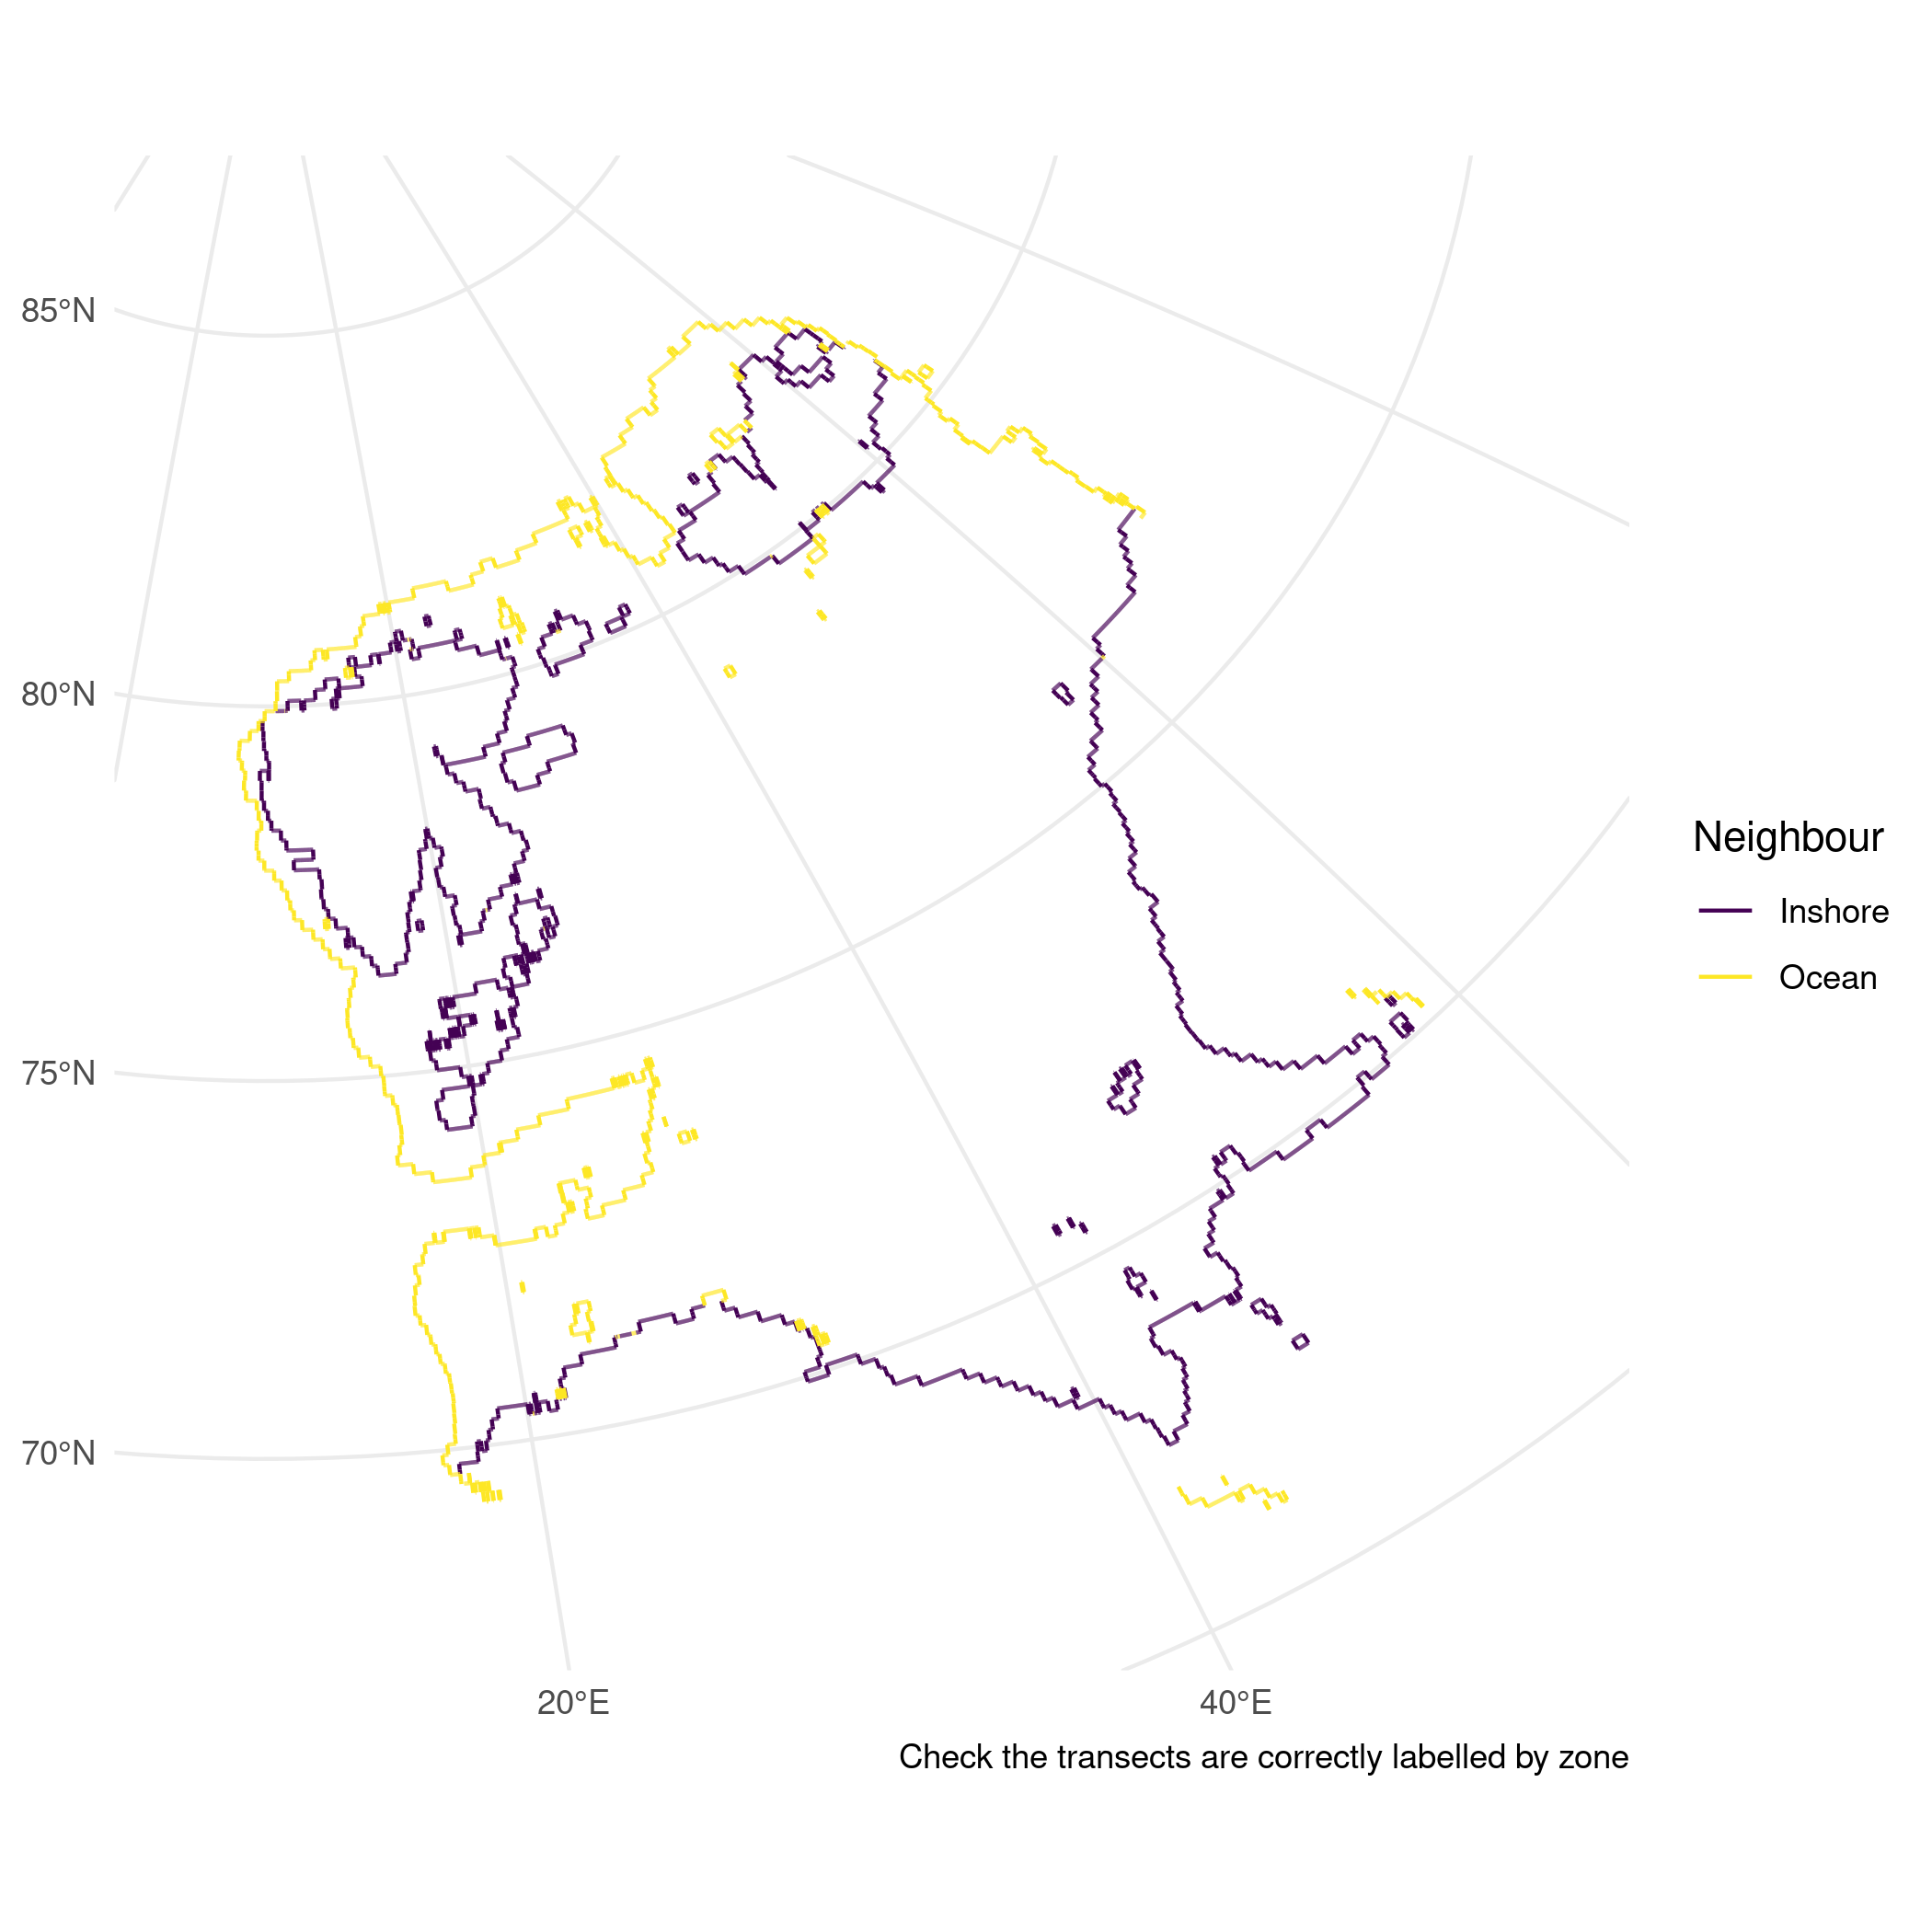 85°N
80°N
75°N
70°N
20°E
40°E
Neighbour
Inshore
Ocean
Check the transects are correctly labelled by zone